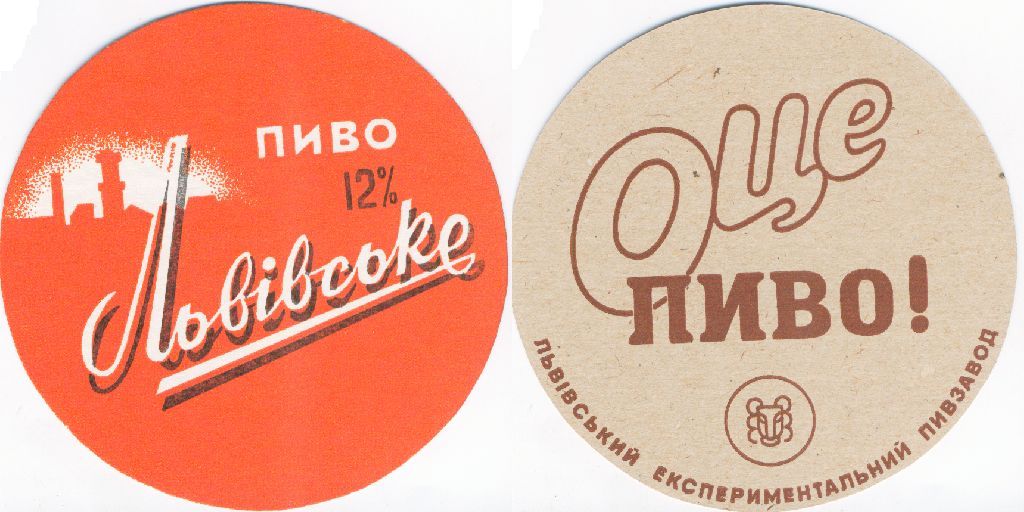 ПИВО
12%
Львівське
Оце
ПИВО!
ЛЬВІВСЬКИЙ ЕКСПЕРИМЕНТАЛЬНИЙ ПИВЗАВОД